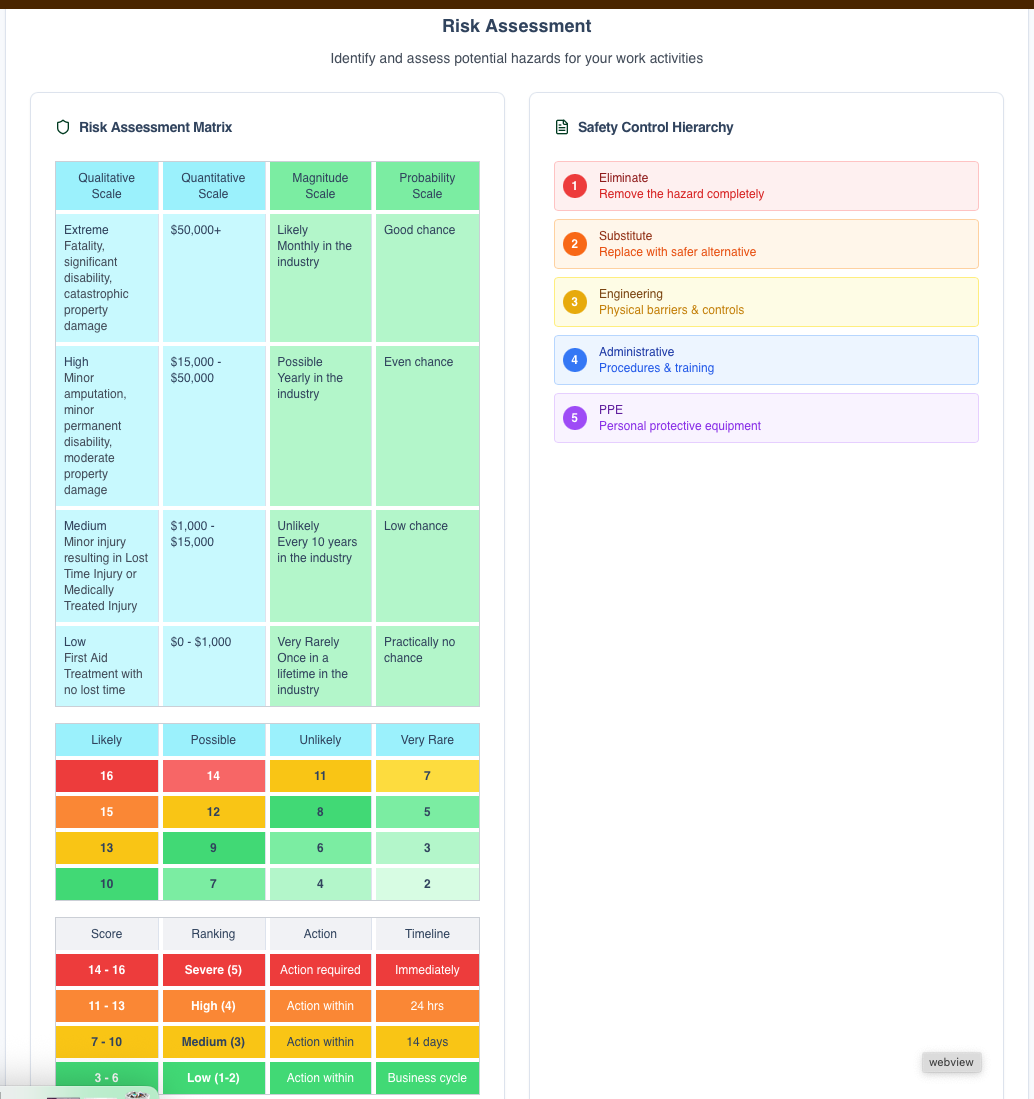 Risk Assessment
Identify and assess potential hazards for your work activities
Risk Assessment Matrix
Qualitative Scale
Quantitative Scale
Magnitude Scale
Probability Scale
Extreme
Fatality,
significant
disability,
catastrophic
property
damage
$50,000+
Likely
Monthly in the
industry
Good chance
High
Minor
amputation,
minor
permanent
disability,
moderate
property
damage
$15,000 -
$50,000
Possible
Yearly in the
industry
Even chance
Medium
Minor injury
resulting in Lost
Time Injury or
Medically
Treated Injury
$1,000 -
$15,000
Unlikely
Every 10 years
in the industry
Low chance
Low
First Aid
Treatment with
no lost time
$0 - $1,000
Very Rarely
Once in a
lifetime in the
industry
Practically no
chance
Likely Possible Unlikely Very Rare
16 14 11 7
15 12 8 5
13 9 6 3
10 7 4 2
Score Ranking Action Timeline
14 - 16 Severe (5) Action required Immediately
11 - 13 High (4) Action within 24 hrs
7 - 10 Medium (3) Action within 14 days
3 - 6 Low (1-2) Action within Business cycle
Safety Control Hierarchy
1
Eliminate
Remove the hazard completely
2
Substitute
Replace with safer alternative
3
Engineering
Physical barriers & controls
4
Administrative
Procedures & training
5
PPE
Personal protective equipment
webview